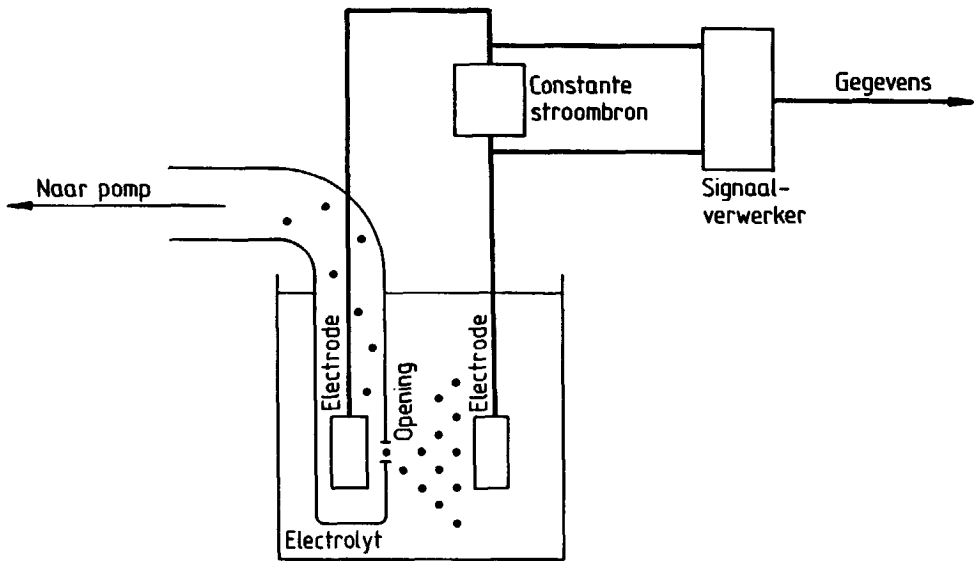 Constante
stroombron
Gegevens
Signaal-
verwerker
Naar pomp
Electrode
Opening
Electrode
Electrolyt